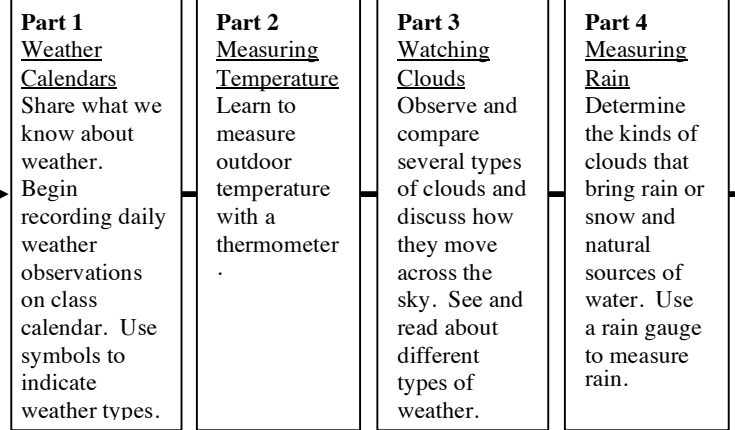 Part 1
Weather
Calendars
Share what we
know about
weather.
Begin
recording daily
weather
observations
on class
calendar.  Use
symbols to
indicate
weather types.
Part 2
Measuring
Temperature
Learn to
measure
outdoor
temperature
with a
thermometer
.
Part 3
Watching
Clouds
Observe and
compare
several types
of clouds and
discuss how
they move
across the
sky.  See and
read about
different
types of
weather.
Part 4
Measuring
Rain
Determine
the kinds of
clouds that
bring rain or
snow and
natural
sources of
water.  Use
a rain gauge
to measure
rain.